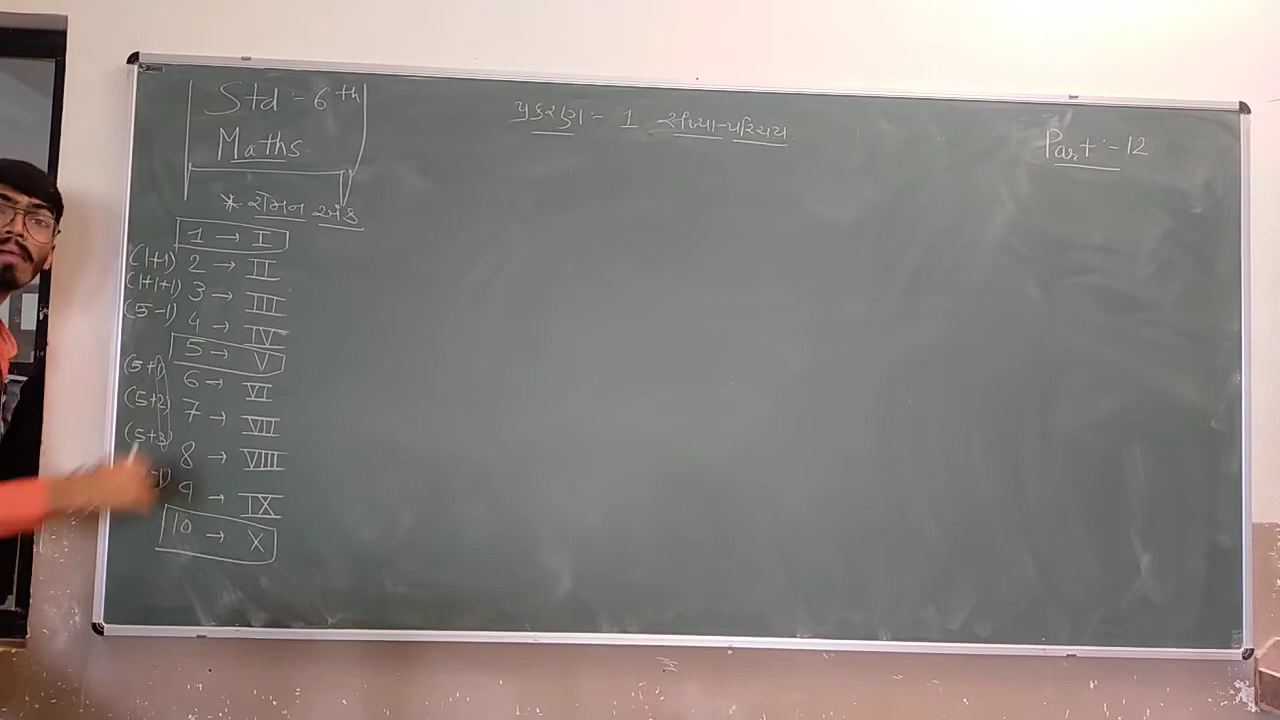 Std :- 6th
Maths
પ્રકરણ :- 1 સંખ્યા-પરિચય
Part :- 12
* રોમન અંક
1 → I
(1+1) 2 → II
(1+1+1) 3 → III
(5-1) 4 → IV
5 → V
(5+1) 6 → VI
(5+2) 7 → VII
(5+3) 8 → VIII
-1) 9 → IX
10 → X